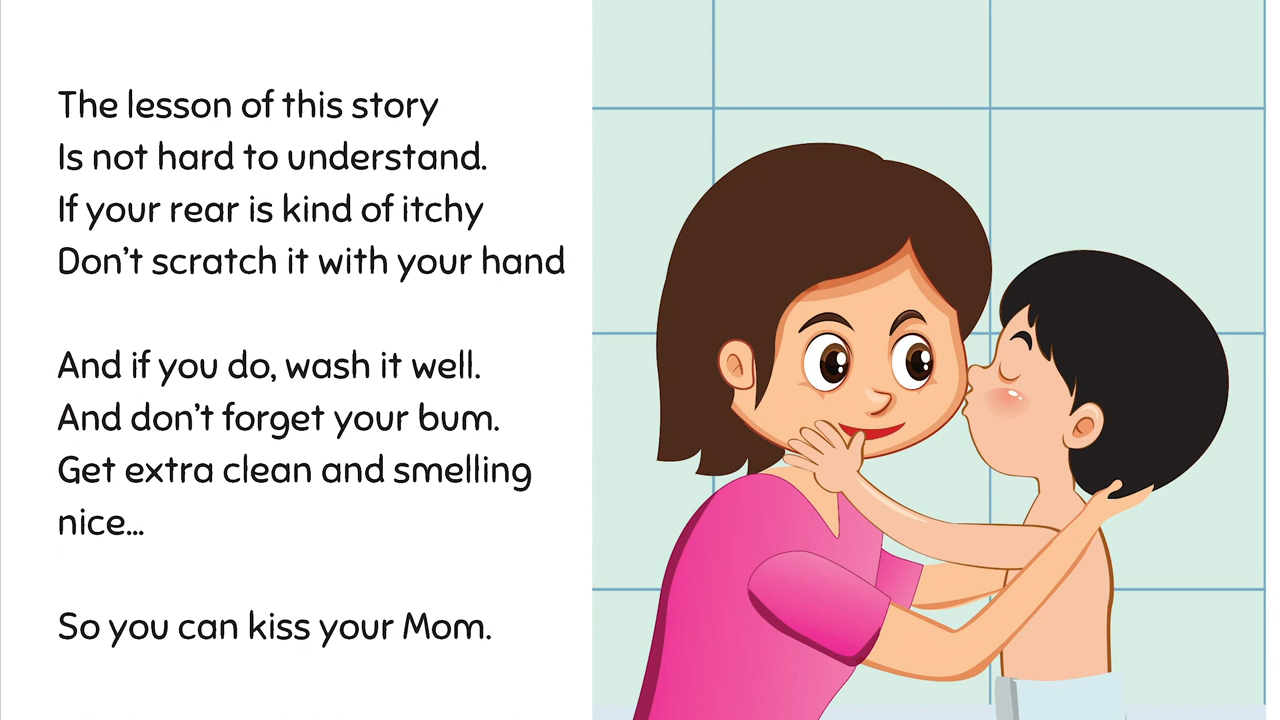 The lesson of this story
Is not hard to understand.
If your rear is kind of itchy
Don't scratch it with your hand
And if you do, wash it well.
And don't forget your bum.
Get extra clean and smelling
nice...
So you can kiss your Mom.